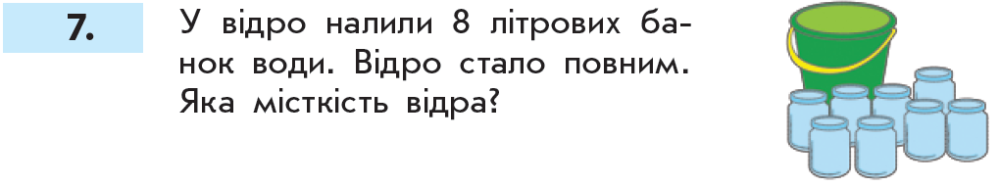 7.
У відро налили 8 літрових ба-
нок води. Відро стало повним.
Яка місткість відра?